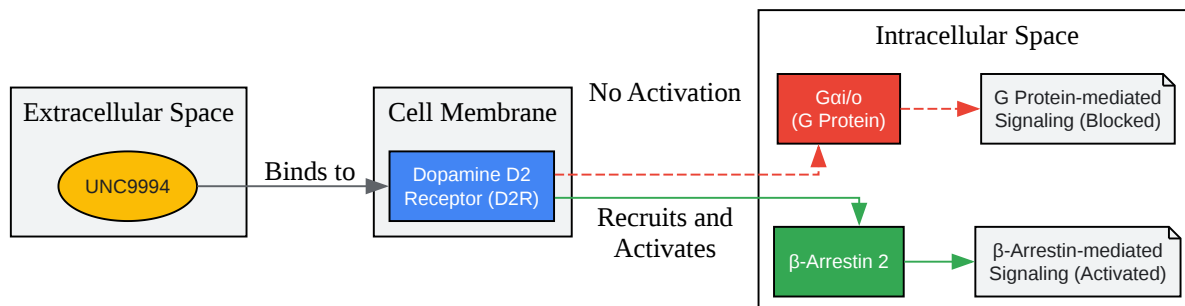 Extracellular Space
UNC9994
Binds to
Cell Membrane
Dopamine D2
Receptor (D2R)
No Activation
Recruits and
Activates
Intracellular Space
Gαi/o
(G Protein)
G Protein-mediated
Signaling (Blocked)
β-Arrestin 2
β-Arrestin-mediated
Signaling (Activated)